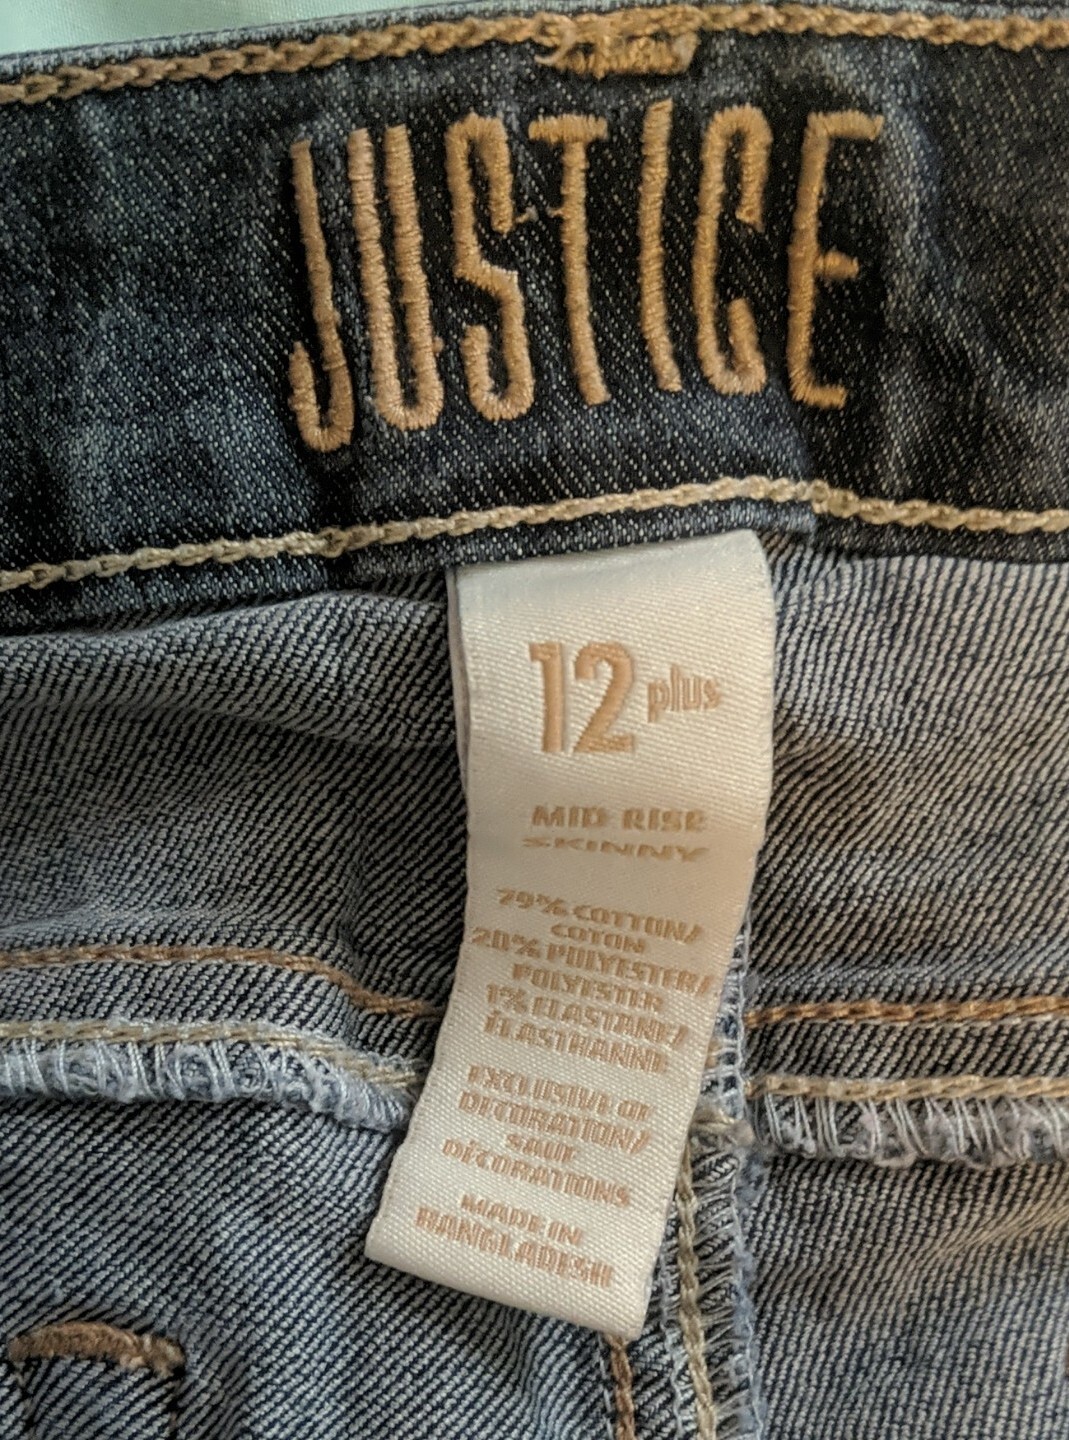 JUSTICE
12 plus
MID RISE
SKINNY
79% COTTON/
COTON
20% POLYESTER/
POLYESTER
1% ELASTANE/
ÉLASTHANNE
EXCLUSIVE OF
DECORATION/
SAUF
DÉCORATIONS
MADE IN
BANGLADESH